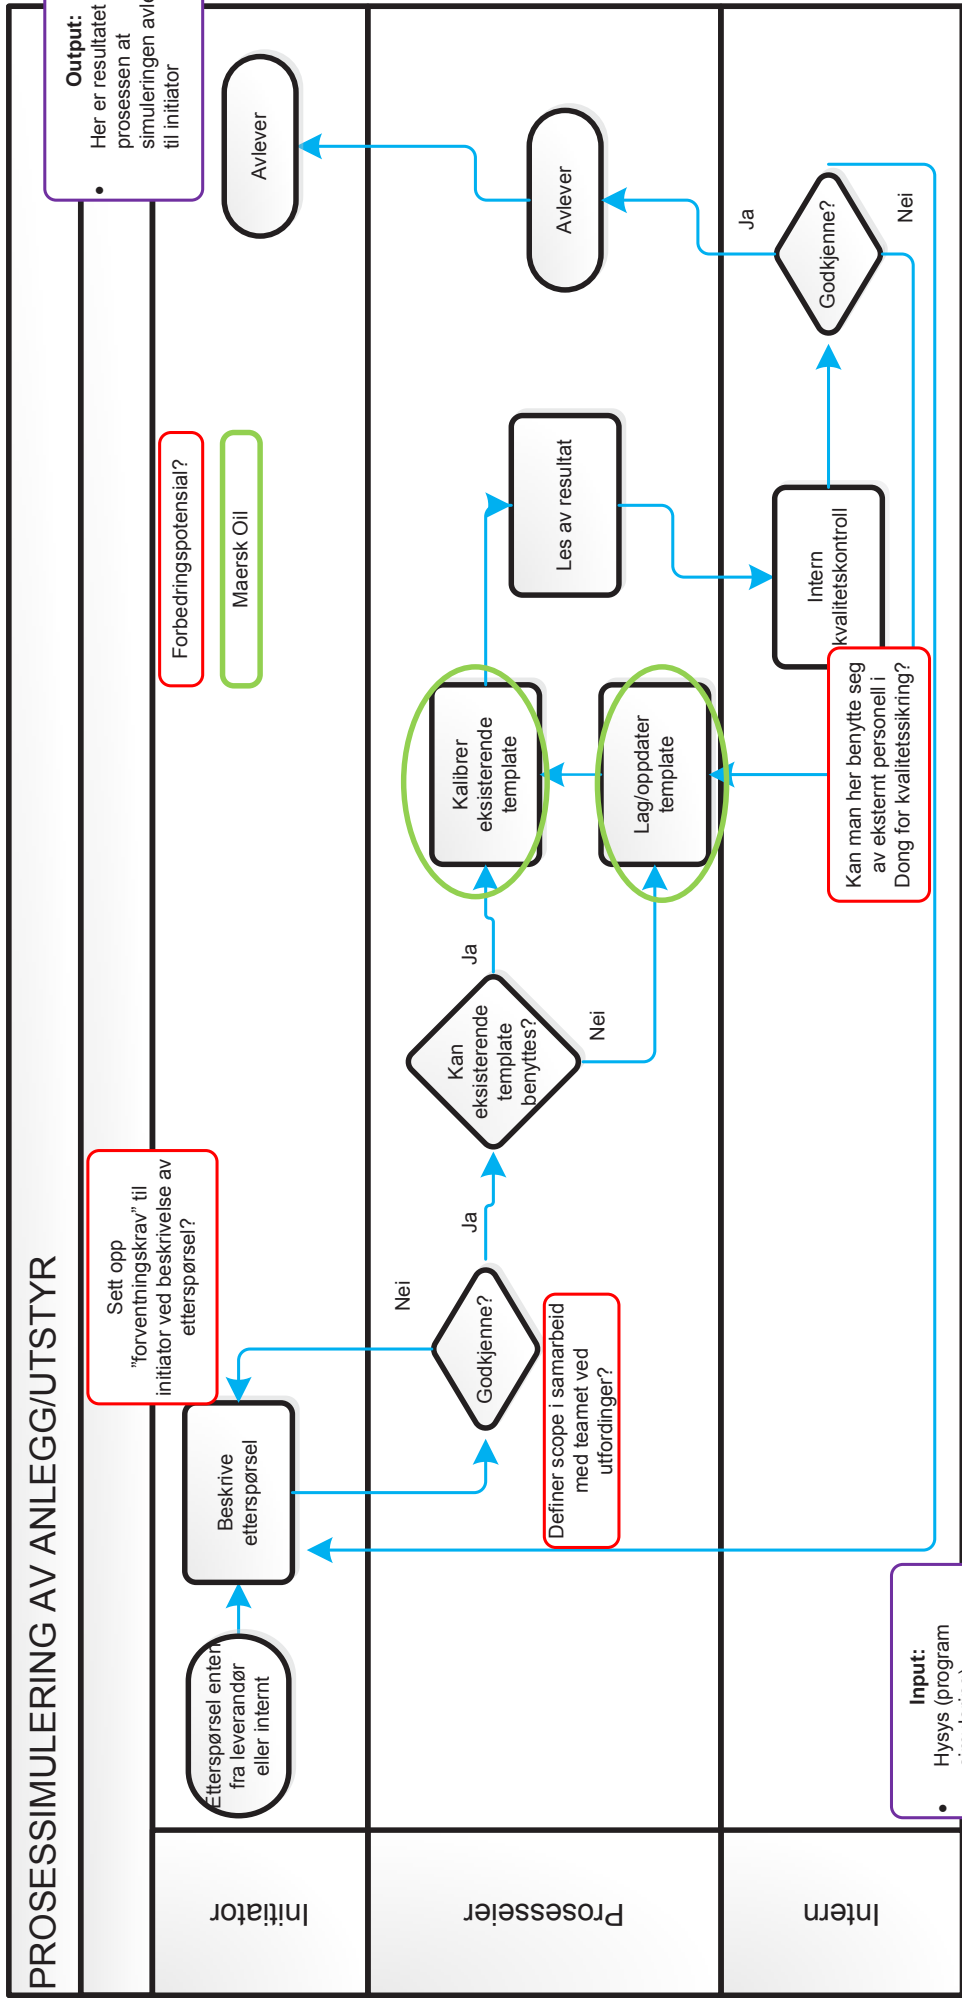 PROSESSIMULERING AV ANLEGG/UTSTYR
Output:
• Her er resultatet
prosessen at
simuleringen avle
til initiator
Sett opp
”forventningskrav” til
initiator ved beskrivelse av
etterspørsel?
Forbedringspotensial?
Maersk Oil
Initiator
Etterspørsel enten
fra leverandør
eller internt
Beskrive
etterspørsel
Avlever
Prosesseier
Nei
Godkjenne?
Ja
Definer scope i samarbeid
med teamet ved
utfordinger?
Kan
eksisterende
template
benyttes?
Ja
Nei
Kalibrer
eksisterende
template
Lag/oppdater
template
Les av resultat
Avlever
Intern
Intern
kvalitetskontroll
Kan man her benytte seg
av eksternt personell i
Dong for kvalitetssikring?
Godkjenne?
Ja
Nei
Input:
• Hysys (program